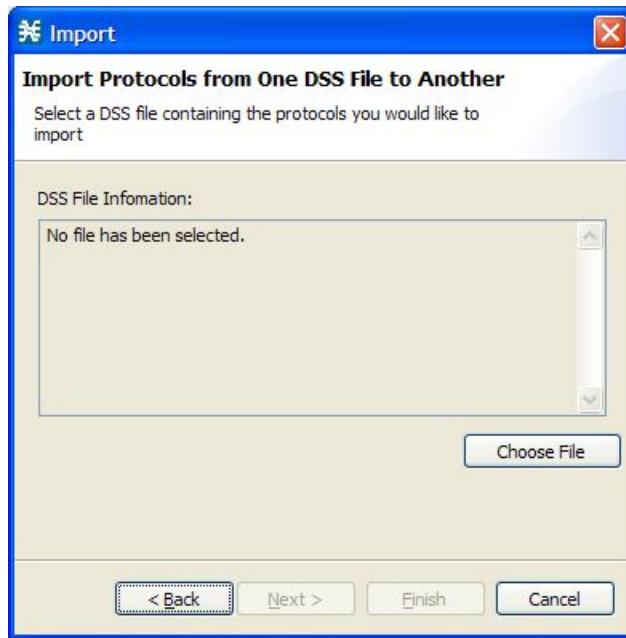 Import
Import Protocols from One DSS File to Another
Select a DSS file containing the protocols you would like to
import
DSS File Infomation:
No file has been selected.
Choose File
< Back
Next >
Finish
Cancel